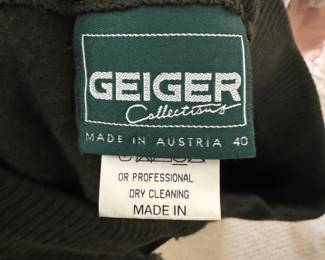 GEIGER
Collections
MADE IN AUSTRIA 40
OR PROFESSIONAL
DRY CLEANING
MADE IN